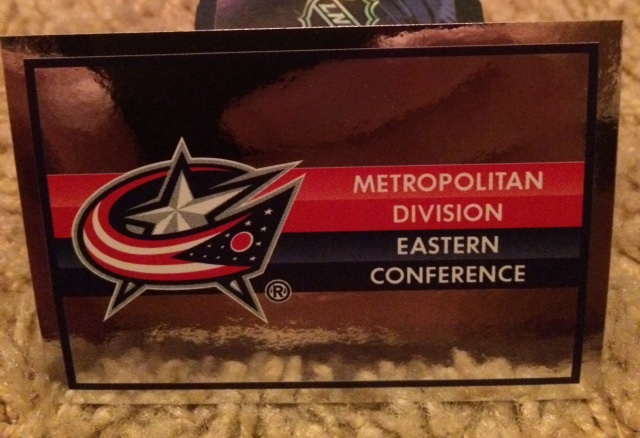 METROPOLITAN
DIVISION
EASTERN
CONFERENCE
®